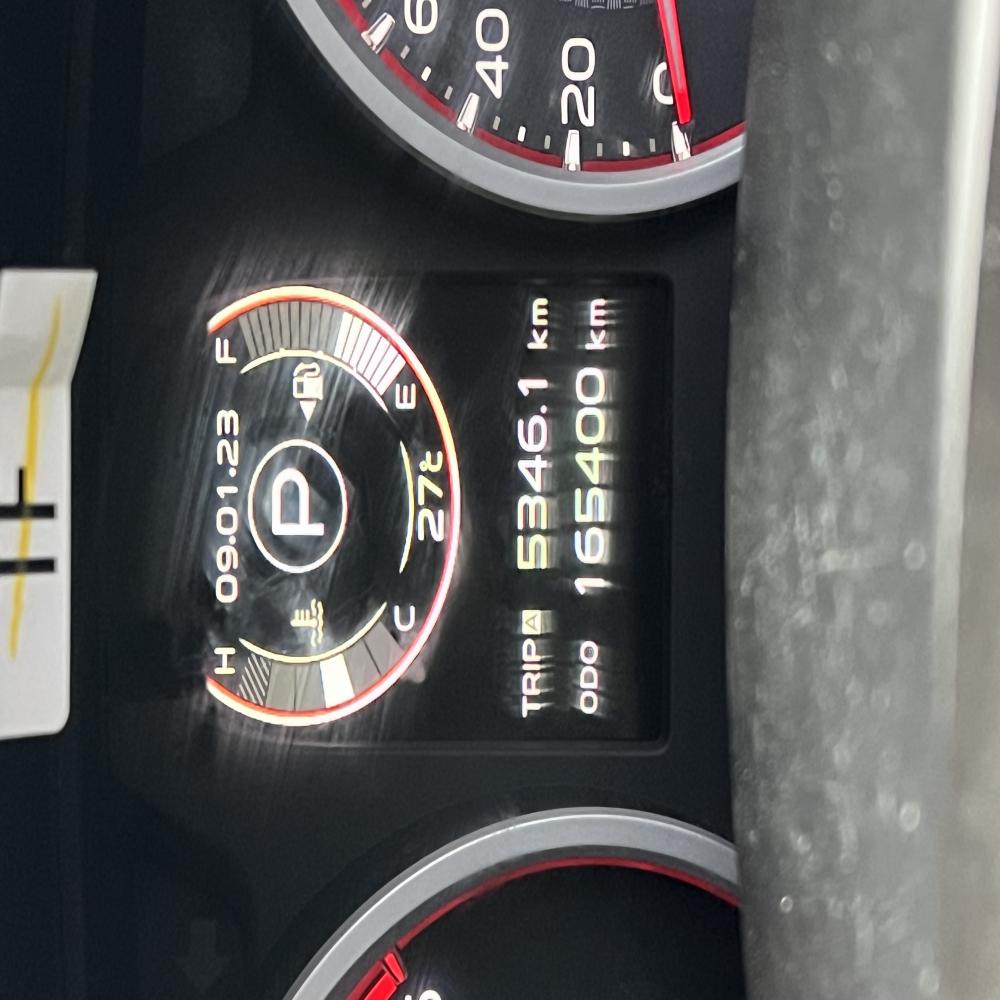 09.01.23
H F
P
C E
27℃
TRIP A 5346.1 km
ODO 165400 km
0
20
40